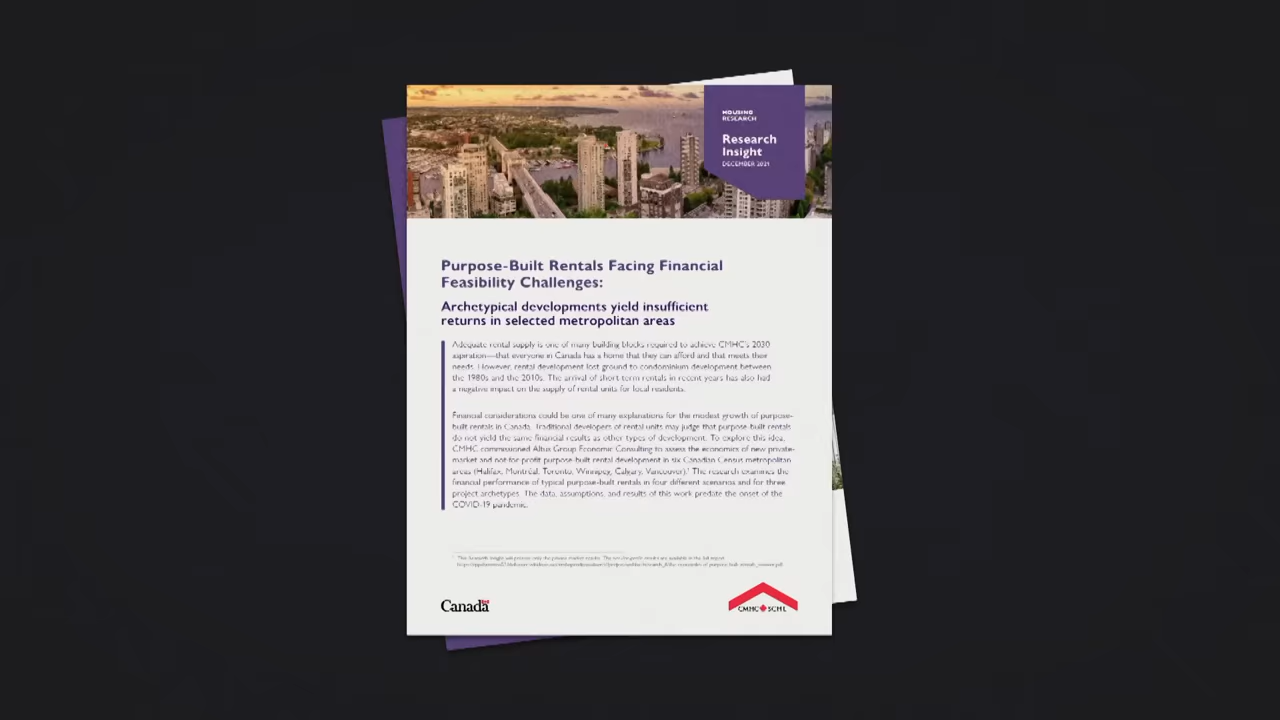 HOUSING
RESEARCH
Research
Insight
DECEMBER 2021
Purpose-Built Rentals Facing Financial
Feasibility Challenges:
Archetypical developments yield insufficient
returns in selected metropolitan areas
Adequate rental supply is one of many building blocks required to achieve CMHC's 2030
aspiration—that everyone in Canada has a home that they can afford and that meets their
needs. However, rental development lost ground to condominium development between
the 1980s and the 2010s. The arrival of short-term rentals in recent years has also had
a negative impact on the supply of rental units for local residents.
Financial considerations could be one of many explanations for the modest growth of purpose-
built rentals in Canada. Traditional developers of rental units may judge that purpose-built rentals
do not yield the same financial results as other types of development. To explore this idea,
CMHC commissioned Altus Group Economic Consulting to assess the economics of new private-
market and not for profit purpose-built rental development in six Canadian Census metropolitan
areas (Halifax, Montréal, Toronto, Winnipeg, Calgary, Vancouver).¹ The research examines the
financial performance of typical purpose-built rentals in four different scenarios and for three
project archetypes. The data, assumptions, and results of this work predate the onset of the
COVID-19 pandemic.
Canada
CMHC SCHL